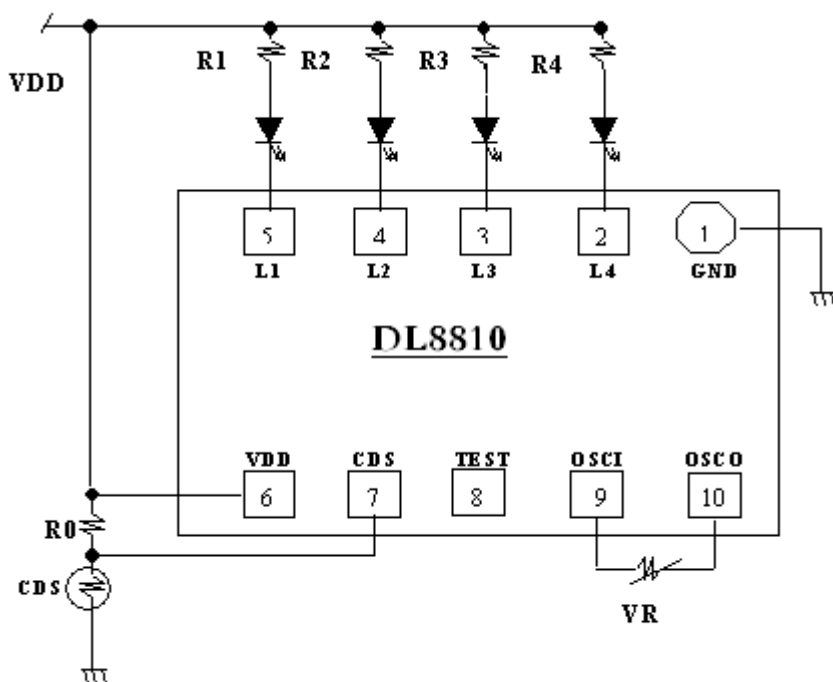 R1 R2 R3 R4
VDD
5 4 3 2 1
L1 L2 L3 L4 GND
DL8810
VDD CDS TEST OSCI OSCO
6 7 8 9 10
R0
CDS
VR